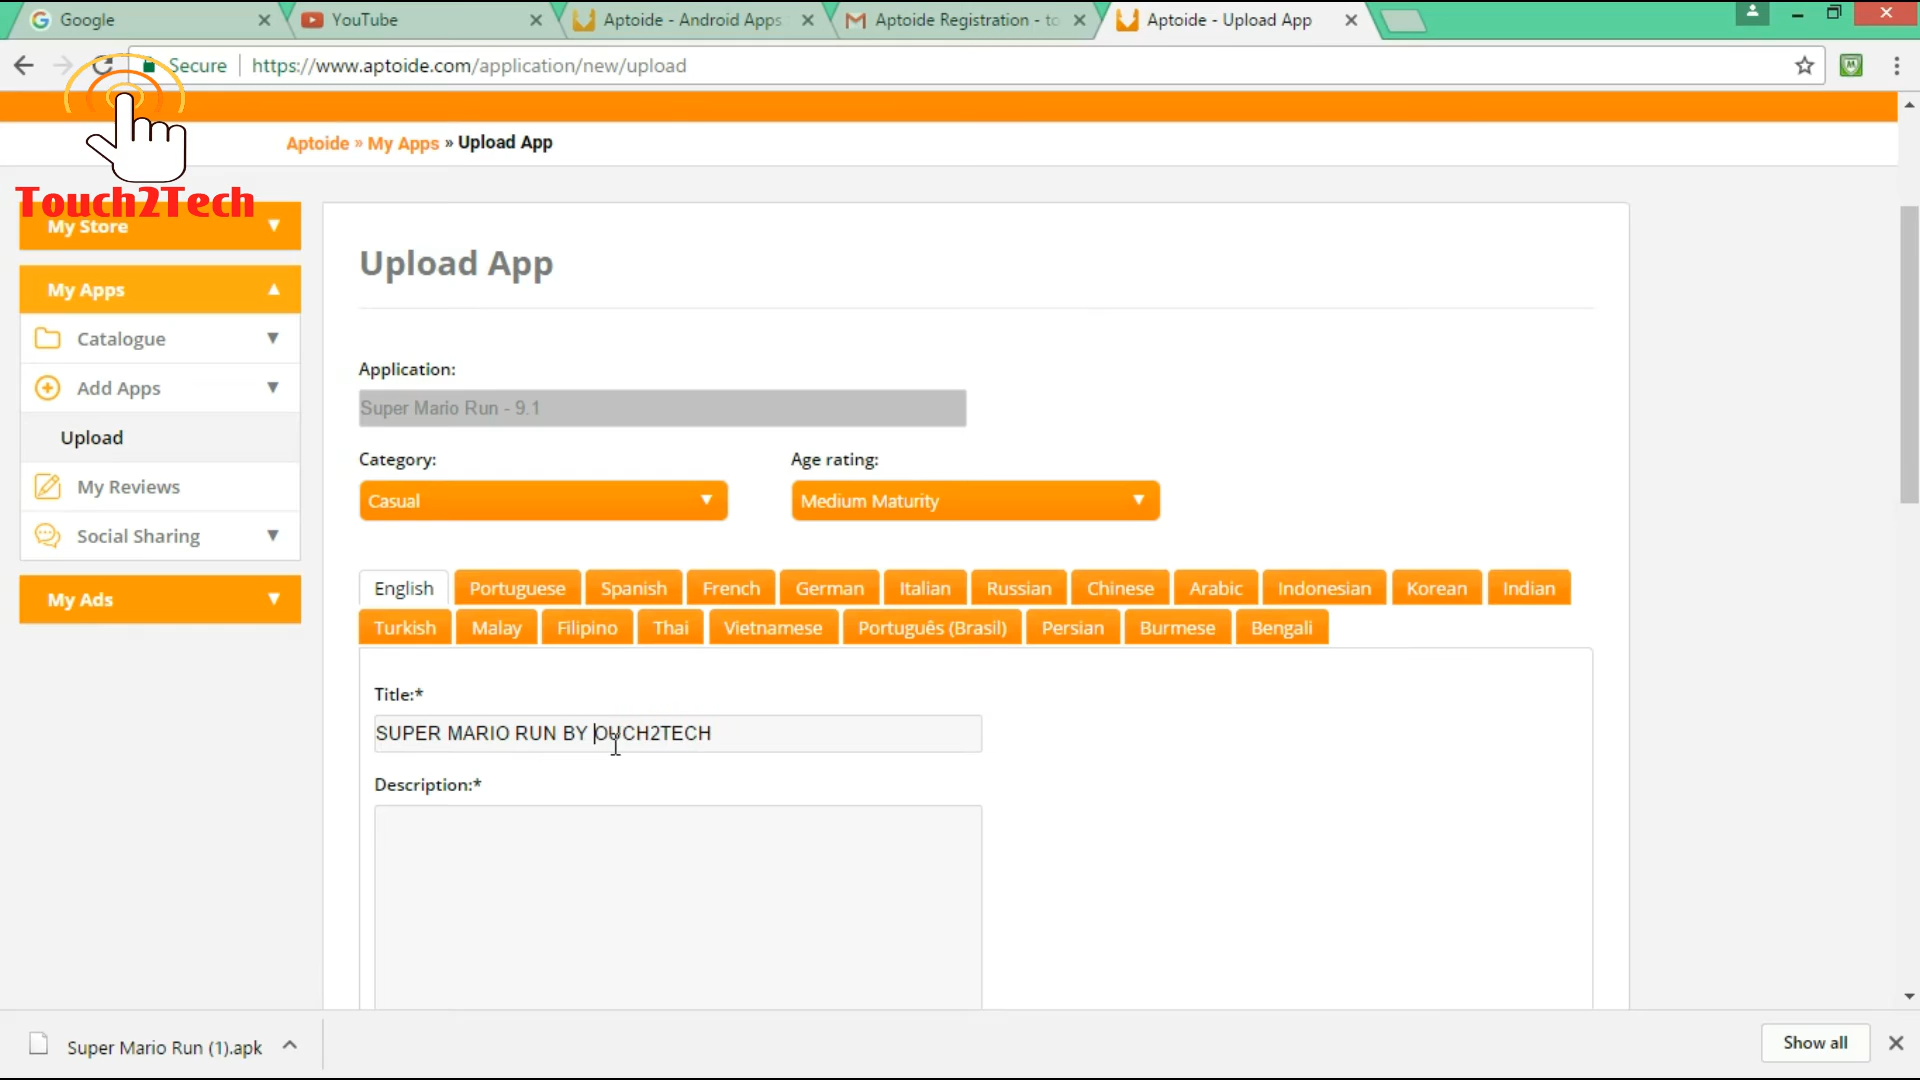 Google
YouTube
Aptoide - Android Apps
Aptoide Registration - to
Aptoide - Upload App
Secure
https://www.aptoide.com/application/new/upload
Aptoide » My Apps » Upload App
Touch2Tech
My Store
My Apps
Catalogue
Add Apps
Upload
My Reviews
Social Sharing
My Ads
Upload App
Application:
Super Mario Run - 9.1
Category:
Age rating:
Casual
Medium Maturity
English Portuguese Spanish French German Italian Russian Chinese Arabic Indonesian Korean Indian
Turkish Malay Filipino Thai Vietnamese Português (Brasil) Persian Burmese Bengali
Title:*
SUPER MARIO RUN BY OUCH2TECH
Description:*
Super Mario Run (1).apk
Show all